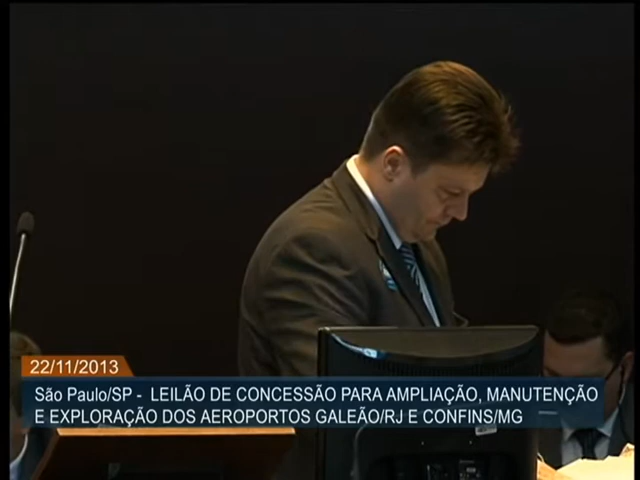 22/11/2013
São Paulo/SP - LEILÃO DE CONCESSÃO PARA AMPLIAÇÃO, MANUTENÇÃO
E EXPLORAÇÃO DOS AEROPORTOS GALEÃO/RJ E CONFINS/MG